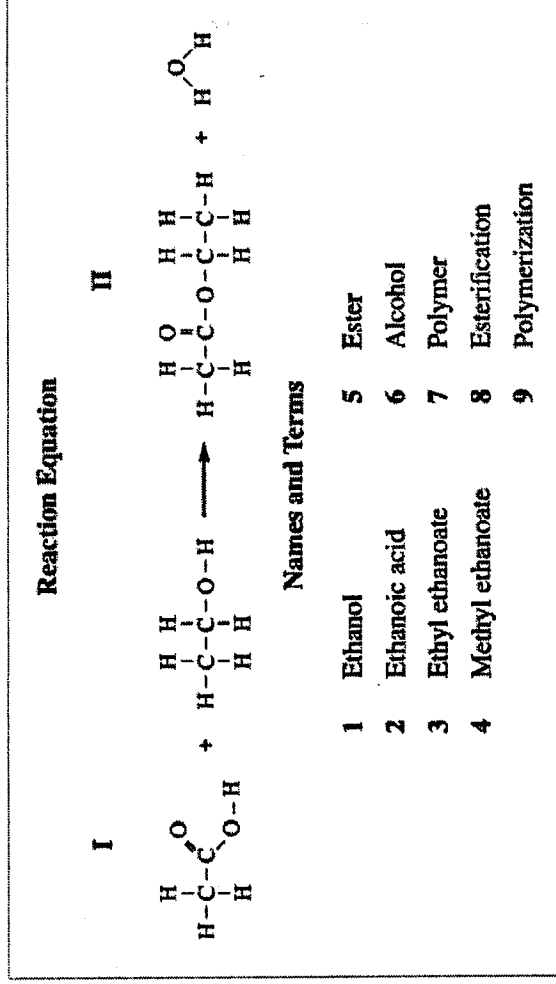 Reaction Equation
I II
H H H H O H H
H-C-C=O + H-C-C-O-H → H-C-C-O-C-C-H + H-O-H
H O-H H H H H H
Names and Terms
1 Ethanol 5 Ester
2 Ethanoic acid 6 Alcohol
3 Ethyl ethanoate 7 Polymer
4 Methyl ethanoate 8 Esterification
9 Polymerization